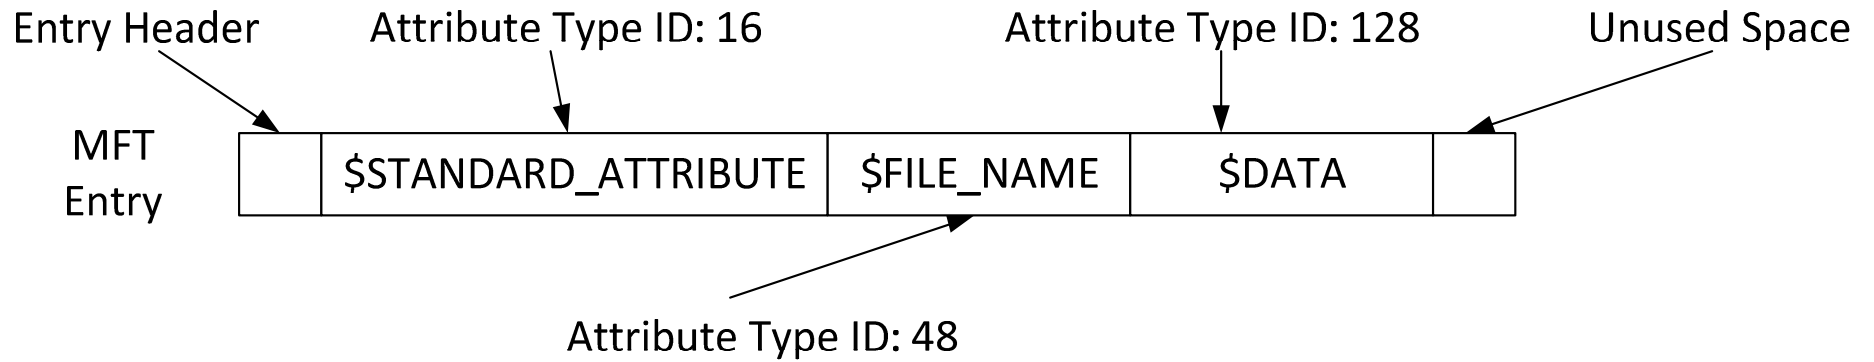 Entry Header
Attribute Type ID: 16
Attribute Type ID: 128
Unused Space
MFT
Entry
$STANDARD_ATTRIBUTE
$FILE_NAME
$DATA
Attribute Type ID: 48